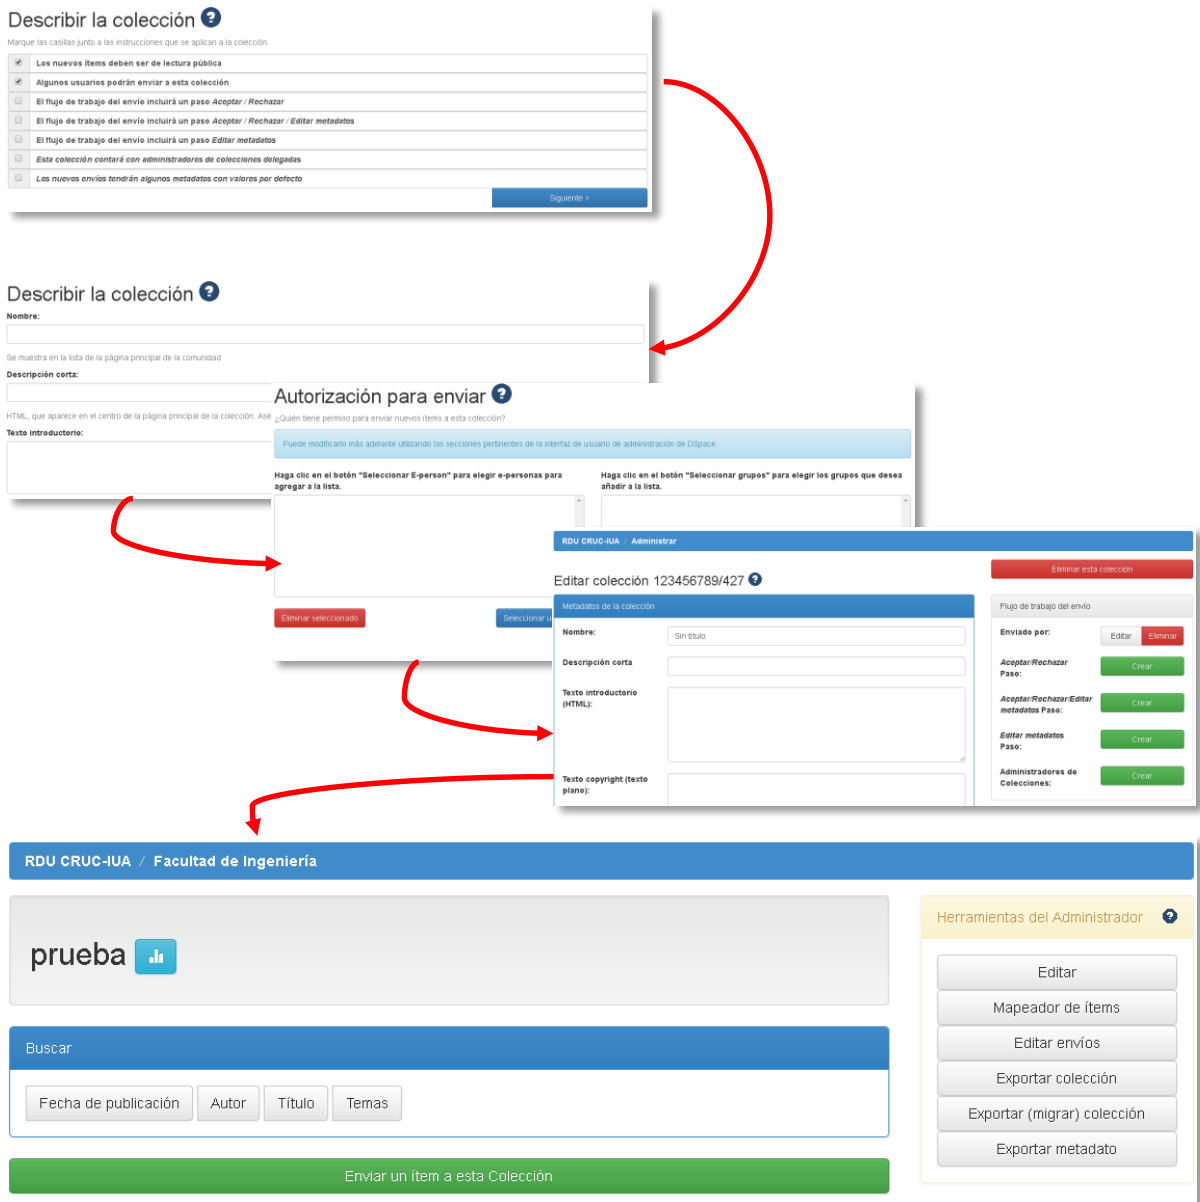 Describir la colección ?
Marque las casillas junto a las instrucciones que se aplican a la colección.
Los nuevos ítems deben ser de lectura pública
Algunos usuarios podrán enviar a esta colección
El flujo de trabajo del envío incluirá un paso Aceptar / Rechazar
El flujo de trabajo del envío incluirá un paso Aceptar / Rechazar / Editar metadatos
El flujo de trabajo del envío incluirá un paso Editar metadatos
Esta colección contará con administradores de colecciones delegadas
Los nuevos envíos tendrán algunos metadatos con valores por defecto
Siguiente >
Describir la colección ?
Nombre:
Se muestra en la lista de la página principal de la comunidad
Descripción corta:
HTML, que aparece en el centro de la página principal de la colección. Ase
Texto introductorio:
Autorización para enviar ?
¿Quién tiene permiso para enviar nuevos ítems a esta colección?
Puede modificarlo más adelante utilizando las secciones pertinentes de la interfaz de usuario de administración de DSpace.
Haga clic en el botón "Seleccionar E-person" para elegir e-personas para
agregar a la lista.
Haga clic en el botón "Seleccionar grupos" para elegir los grupos que desea
añadir a la lista.
Eliminar seleccionado
Seleccionar u
RDU CRUC-IUA / Administrar
Editar colección 123456789/427 ?
Eliminar esta colección
Metadatos de la colección
Nombre:
Sin título
Descripción corta
Texto introductorio
(HTML):
Texto copyright (texto
plano):
Flujo de trabajo del envío
Enviado por:
Editar
Eliminar
Aceptar/Rechazar
Paso:
Crear
Aceptar/Rechazar/Editar
metadatos Paso:
Crear
Editar metadatos
Paso:
Crear
Administradores de
Colecciones:
Crear
RDU CRUC-IUA / Facultad de Ingeniería
prueba
Buscar
Fecha de publicación
Autor
Título
Temas
Enviar un ítem a esta Colección
Herramientas del Administrador ?
Editar
Mapeador de ítems
Editar envíos
Exportar colección
Exportar (migrar) colección
Exportar metadato